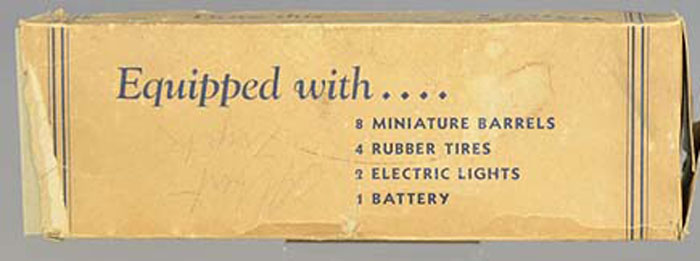 Equipped with....
8 MINIATURE BARRELS
4 RUBBER TIRES
2 ELECTRIC LIGHTS
1 BATTERY